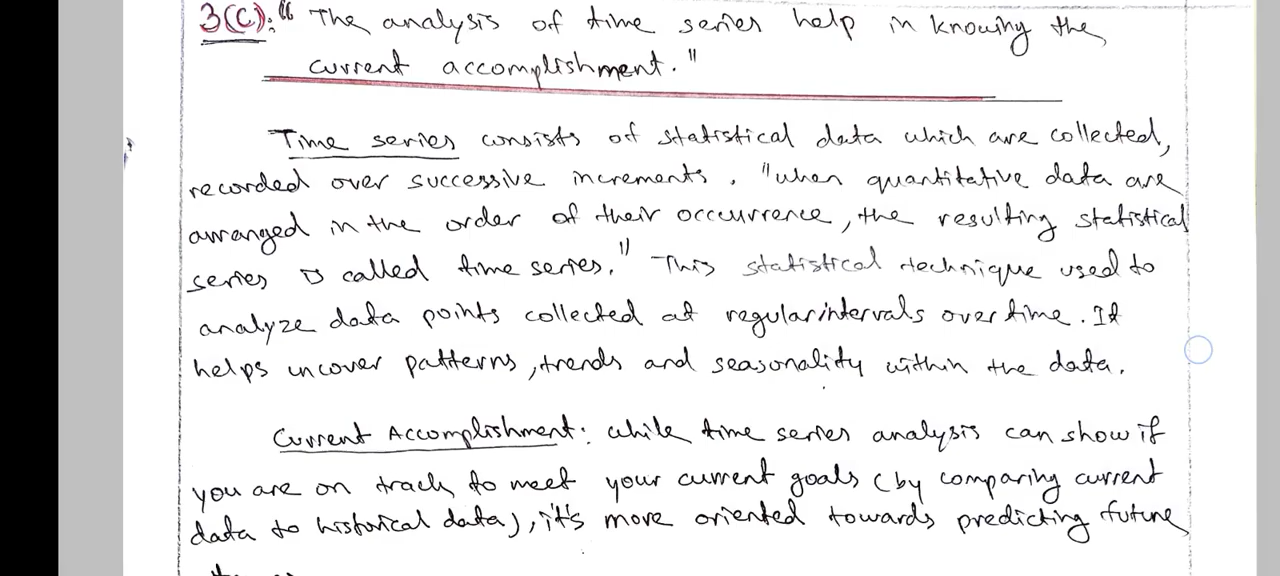 3(C): "The analysis of time series help in knowing the
current accomplishment."
Time series consists of statistical data which are collected,
recorded over successive increments. "when quantitative data are
arranged in the order of their occurrence, the resulting statistical
series is called time series." This statistical technique used to
analyze data points collected at regular intervals over time. It
helps uncover patterns, trends and seasonality within the data.
Current Accomplishment: while time series analysis can show if
you are on track to meet your current goals (by comparing current
data to historical data), it's more oriented towards predicting future